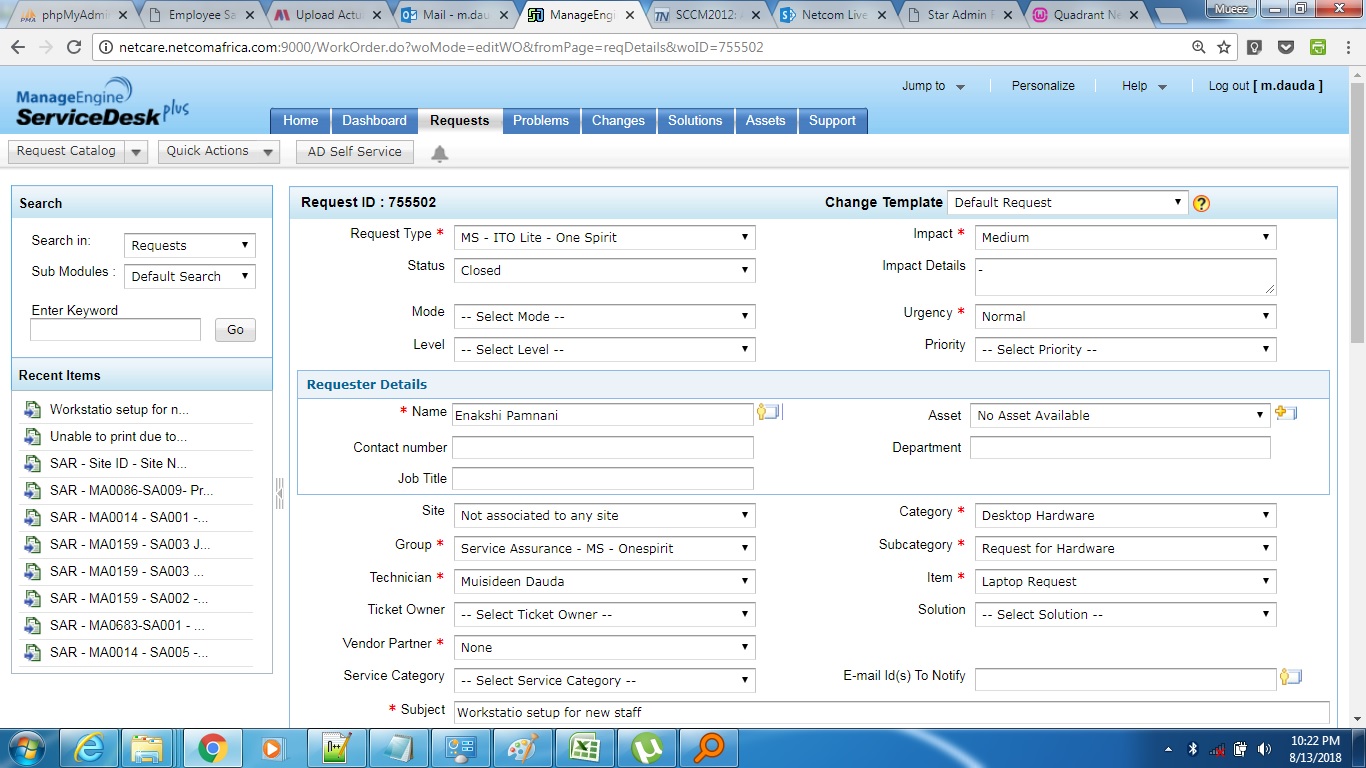 phpMyAdmi
Employee Sa
Upload Actu
Mail - m.dau
ManageEngi
SCCM2012:
Netcom Live
Star Admin
Quadrant Ne
Mueez
netcare.netcomafrica.com:9000/WorkOrder.do?woMode=editWO&fromPage=reqDetails&woID=755502
ManageEngine
ServiceDesk plus
Jump to
Personalize
Help
Log out [ m.dauda ]
Home
Dashboard
Requests
Problems
Changes
Solutions
Assets
Support
Request Catalog
Quick Actions
AD Self Service
Search
Search in:
Requests
Sub Modules :
Default Search
Enter Keyword
Go
Recent Items
Workstatio setup for n...
Unable to print due to...
SAR - Site ID - Site N...
SAR - MA0086-SA009- Pr...
SAR - MA0014 - SA001 -...
SAR - MA0159 - SA003 J...
SAR - MA0159 - SA003 ...
SAR - MA0159 - SA002 -...
SAR - MA0683-SA001 - ...
SAR - MA0014 - SA005 -...
Request ID : 755502
Change Template
Default Request
?
Request Type *
MS - ITO Lite - One Spirit
Impact *
Medium
Status
Closed
Impact Details
-
Mode
-- Select Mode --
Urgency *
Normal
Level
-- Select Level --
Priority
-- Select Priority --
Requester Details
* Name
Enakshi Pamnani
Asset
No Asset Available
Contact number
Department
Job Title
Site
Not associated to any site
Category *
Desktop Hardware
Group *
Service Assurance - MS - Onespirit
Subcategory *
Request for Hardware
Technician *
Muisideen Dauda
Item *
Laptop Request
Ticket Owner
-- Select Ticket Owner --
Solution
-- Select Solution --
Vendor Partner *
None
Service Category
-- Select Service Category --
E-mail Id(s) To Notify
* Subject
Workstatio setup for new staff
10:22 PM
8/13/2018